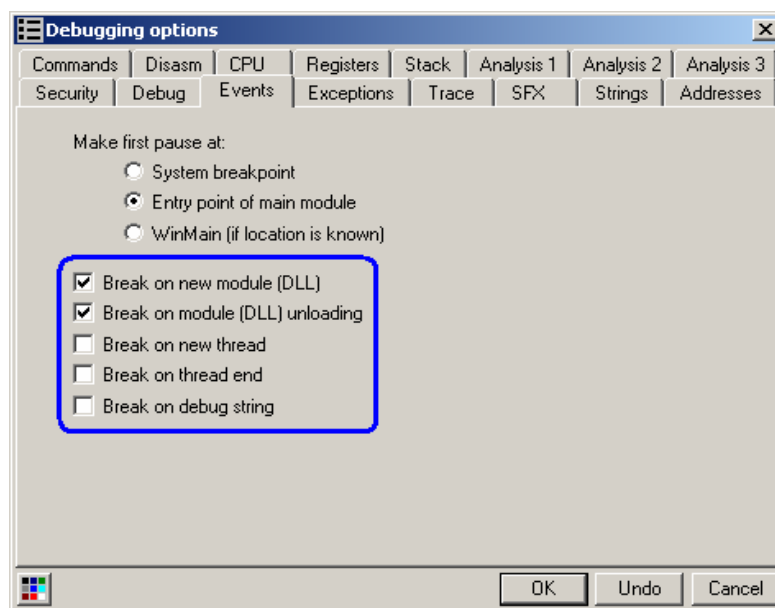 Debugging options
Commands Disasm CPU Registers Stack Analysis 1 Analysis 2 Analysis 3
Security Debug Events Exceptions Trace SFX Strings Addresses
Make first pause at:
System breakpoint
Entry point of main module
WinMain (if location is known)
Break on new module (DLL)
Break on module (DLL) unloading
Break on new thread
Break on thread end
Break on debug string
OK Undo Cancel